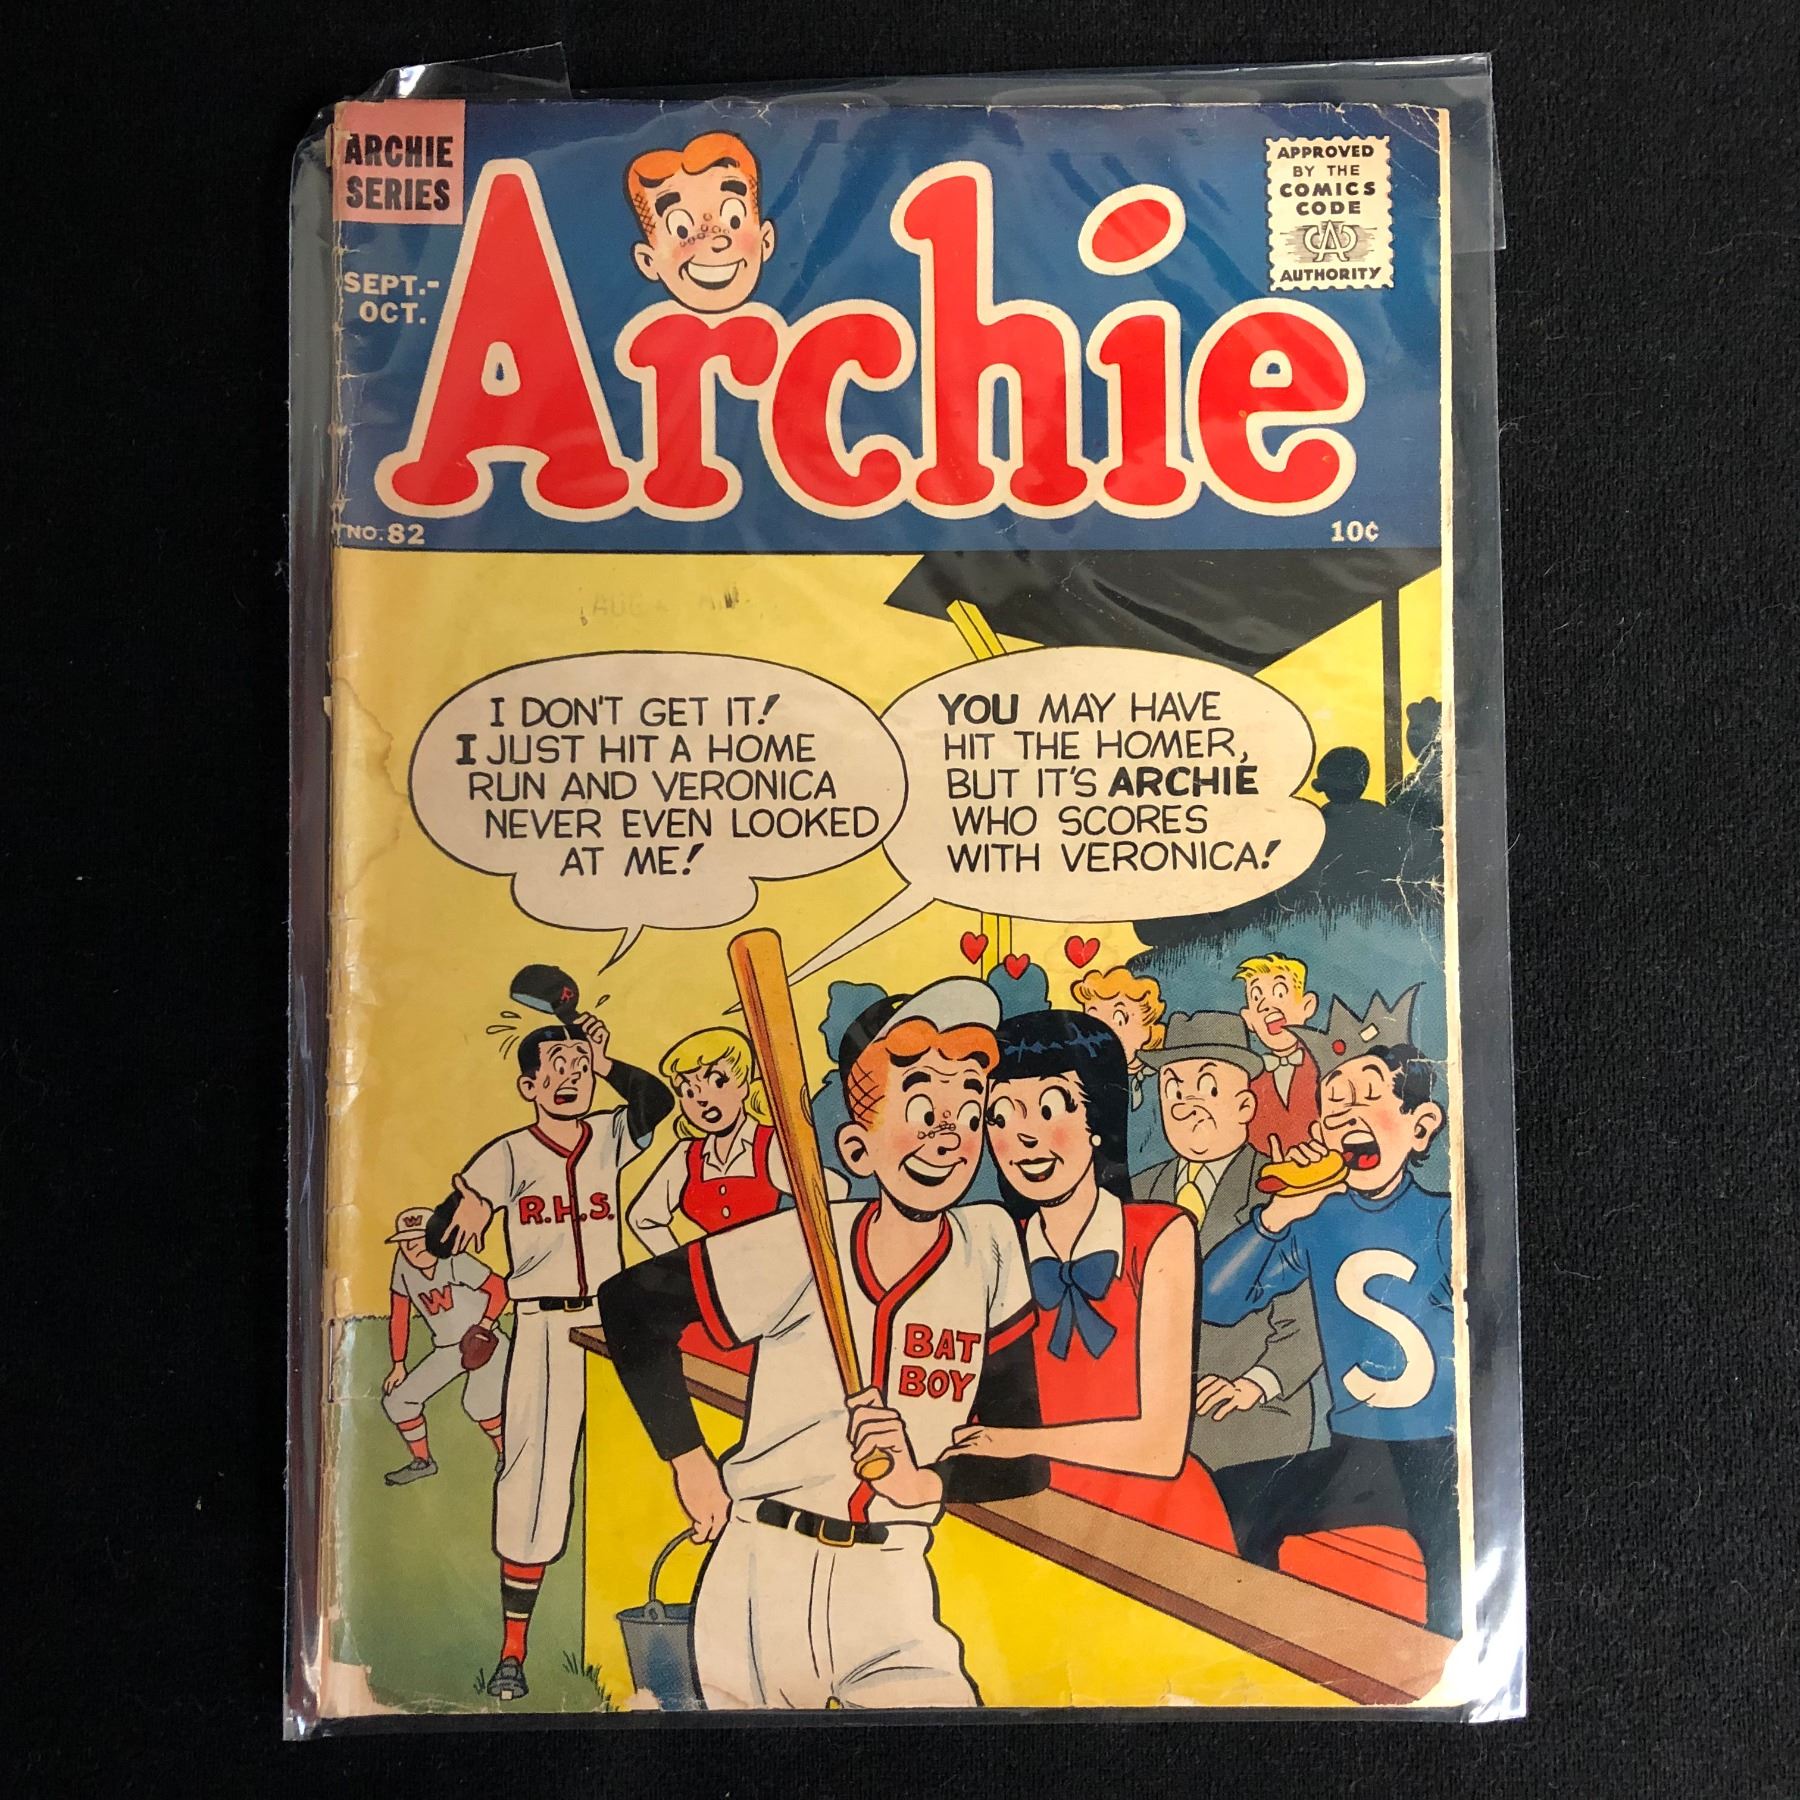 ARCHIE
SERIES
SEPT.-
OCT.
Archie
APPROVED
BY THE
COMICS
CODE
CA
AUTHORITY
NO. 82
10¢
I DON'T GET IT!
I JUST HIT A HOME
RUN AND VERONICA
NEVER EVEN LOOKED
AT ME!
YOU MAY HAVE
HIT THE HOMER,
BUT IT'S ARCHIE
WHO SCORES
WITH VERONICA!
R
R.H.S.
W
W
BAT
BOY
S